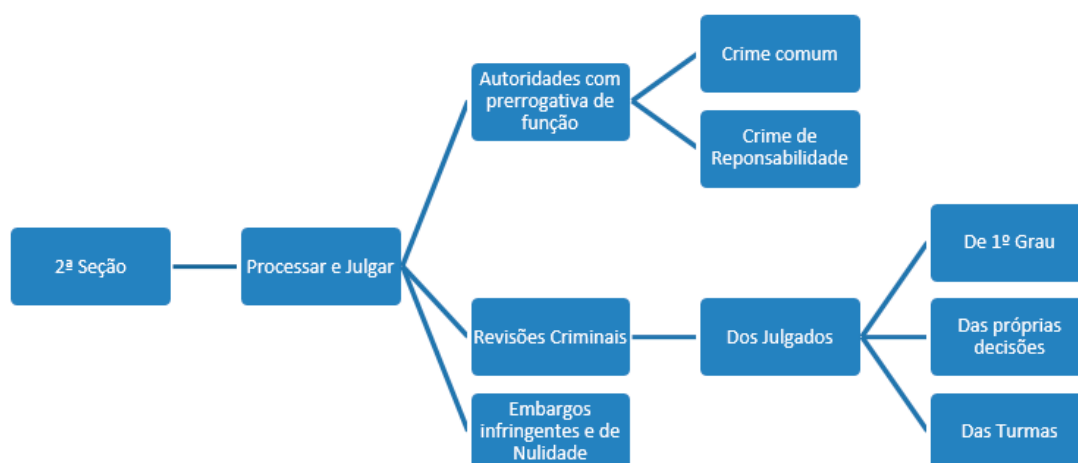 2ª Seção
Processar e Julgar
Autoridades com
prerrogativa de
função
Crime comum
Crime de
Reponsabilidade
Revisões Criminais
Dos Julgados
De 1º Grau
Das próprias
decisões
Das Turmas
Embargos
infringentes e de
Nulidade